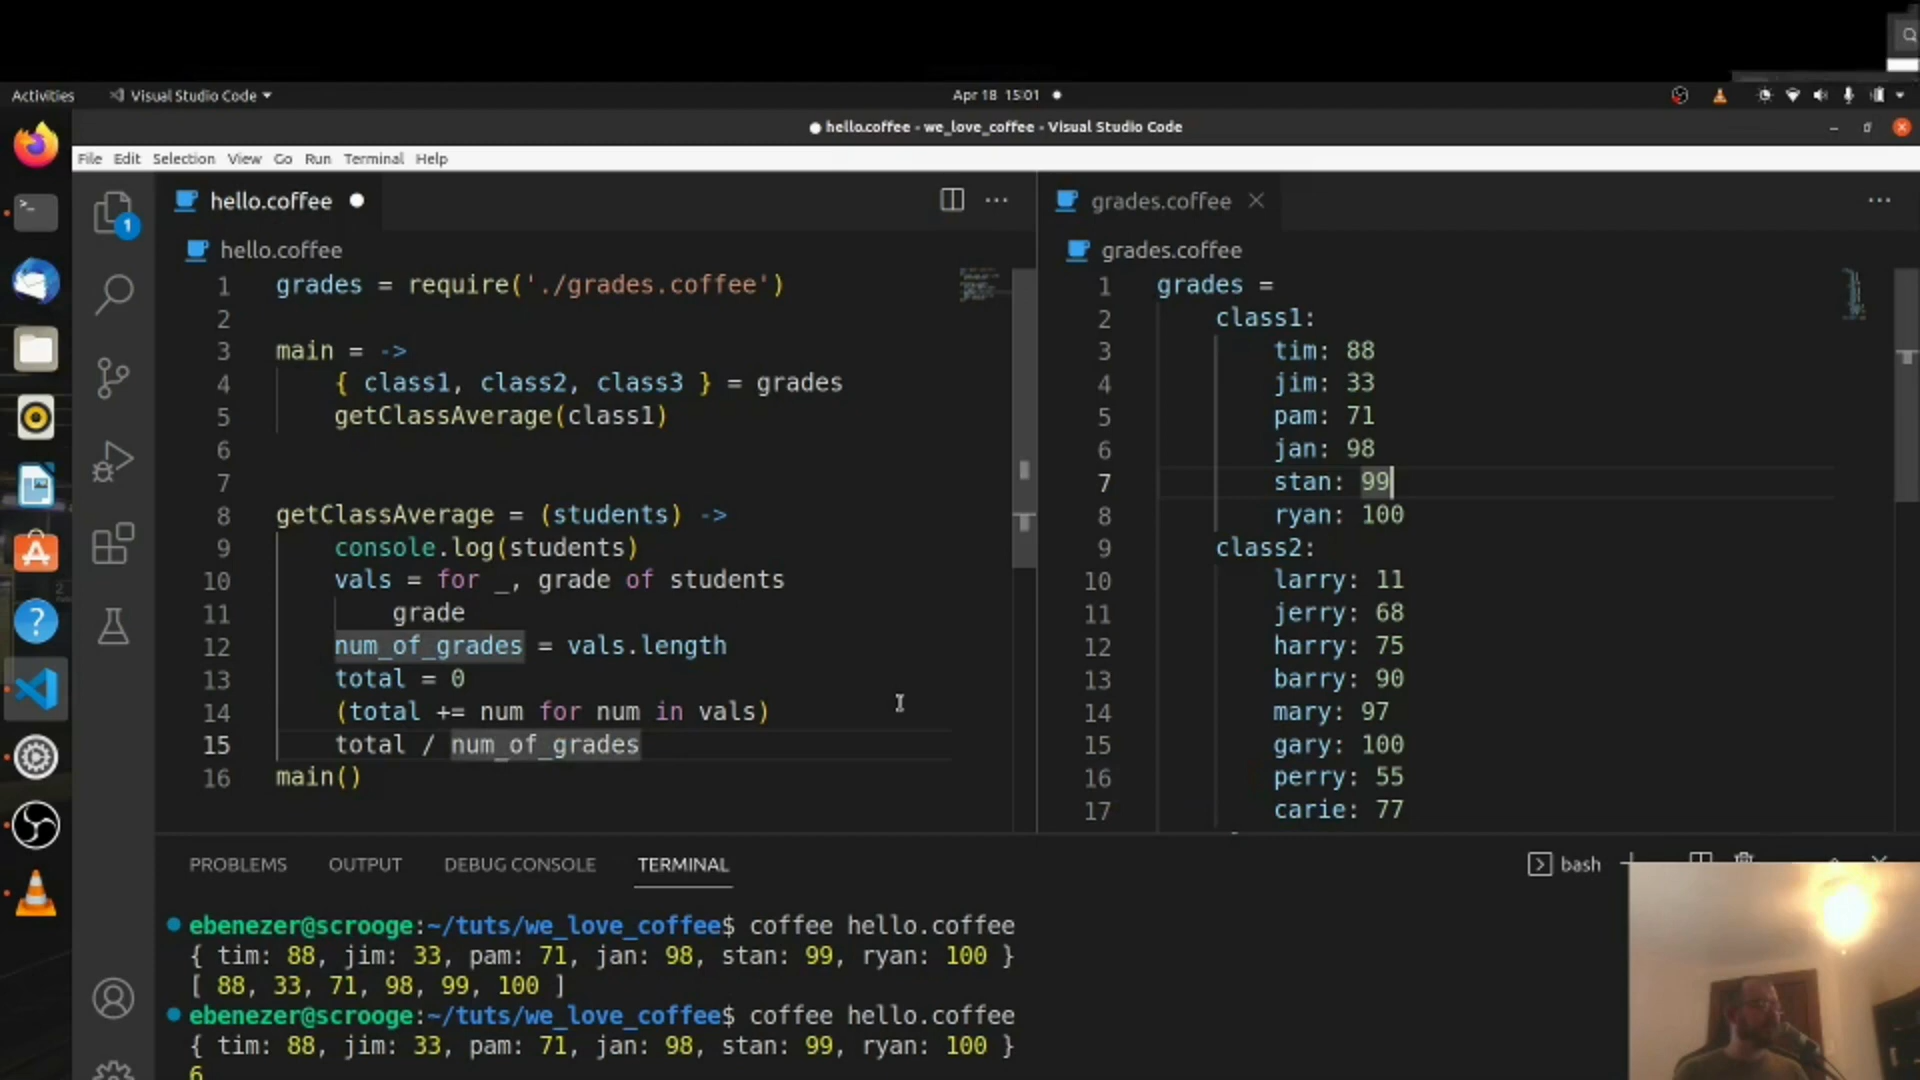 Activities Visual Studio Code Apr 18 15:01
hello.coffee - we_love_coffee - Visual Studio Code
File Edit Selection View Go Run Terminal Help
1
hello.coffee
hello.coffee
1 grades = require('./grades.coffee')
2
3 main = ->
4 { class1, class2, class3 } = grades
5 getClassAverage(class1)
6
7
8 getClassAverage = (students) ->
9 console.log(students)
10 vals = for _, grade of students
11 grade
12 num_of_grades = vals.length
13 total = 0
14 (total += num for num in vals)
15 total / num_of_grades
16 main()
grades.coffee
grades.coffee
1 grades =
2 class1:
3 tim: 88
4 jim: 33
5 pam: 71
6 jan: 98
7 stan: 99
8 ryan: 100
9 class2:
10 larry: 11
11 jerry: 68
12 harry: 75
13 barry: 90
14 mary: 97
15 gary: 100
16 perry: 55
17 carie: 77
PROBLEMS OUTPUT DEBUG CONSOLE TERMINAL bash
ebenezer@scrooge:~/tuts/we_love_coffee$ coffee hello.coffee
{ tim: 88, jim: 33, pam: 71, jan: 98, stan: 99, ryan: 100 }
[ 88, 33, 71, 98, 99, 100 ]
ebenezer@scrooge:~/tuts/we_love_coffee$ coffee hello.coffee
{ tim: 88, jim: 33, pam: 71, jan: 98, stan: 99, ryan: 100 }
6